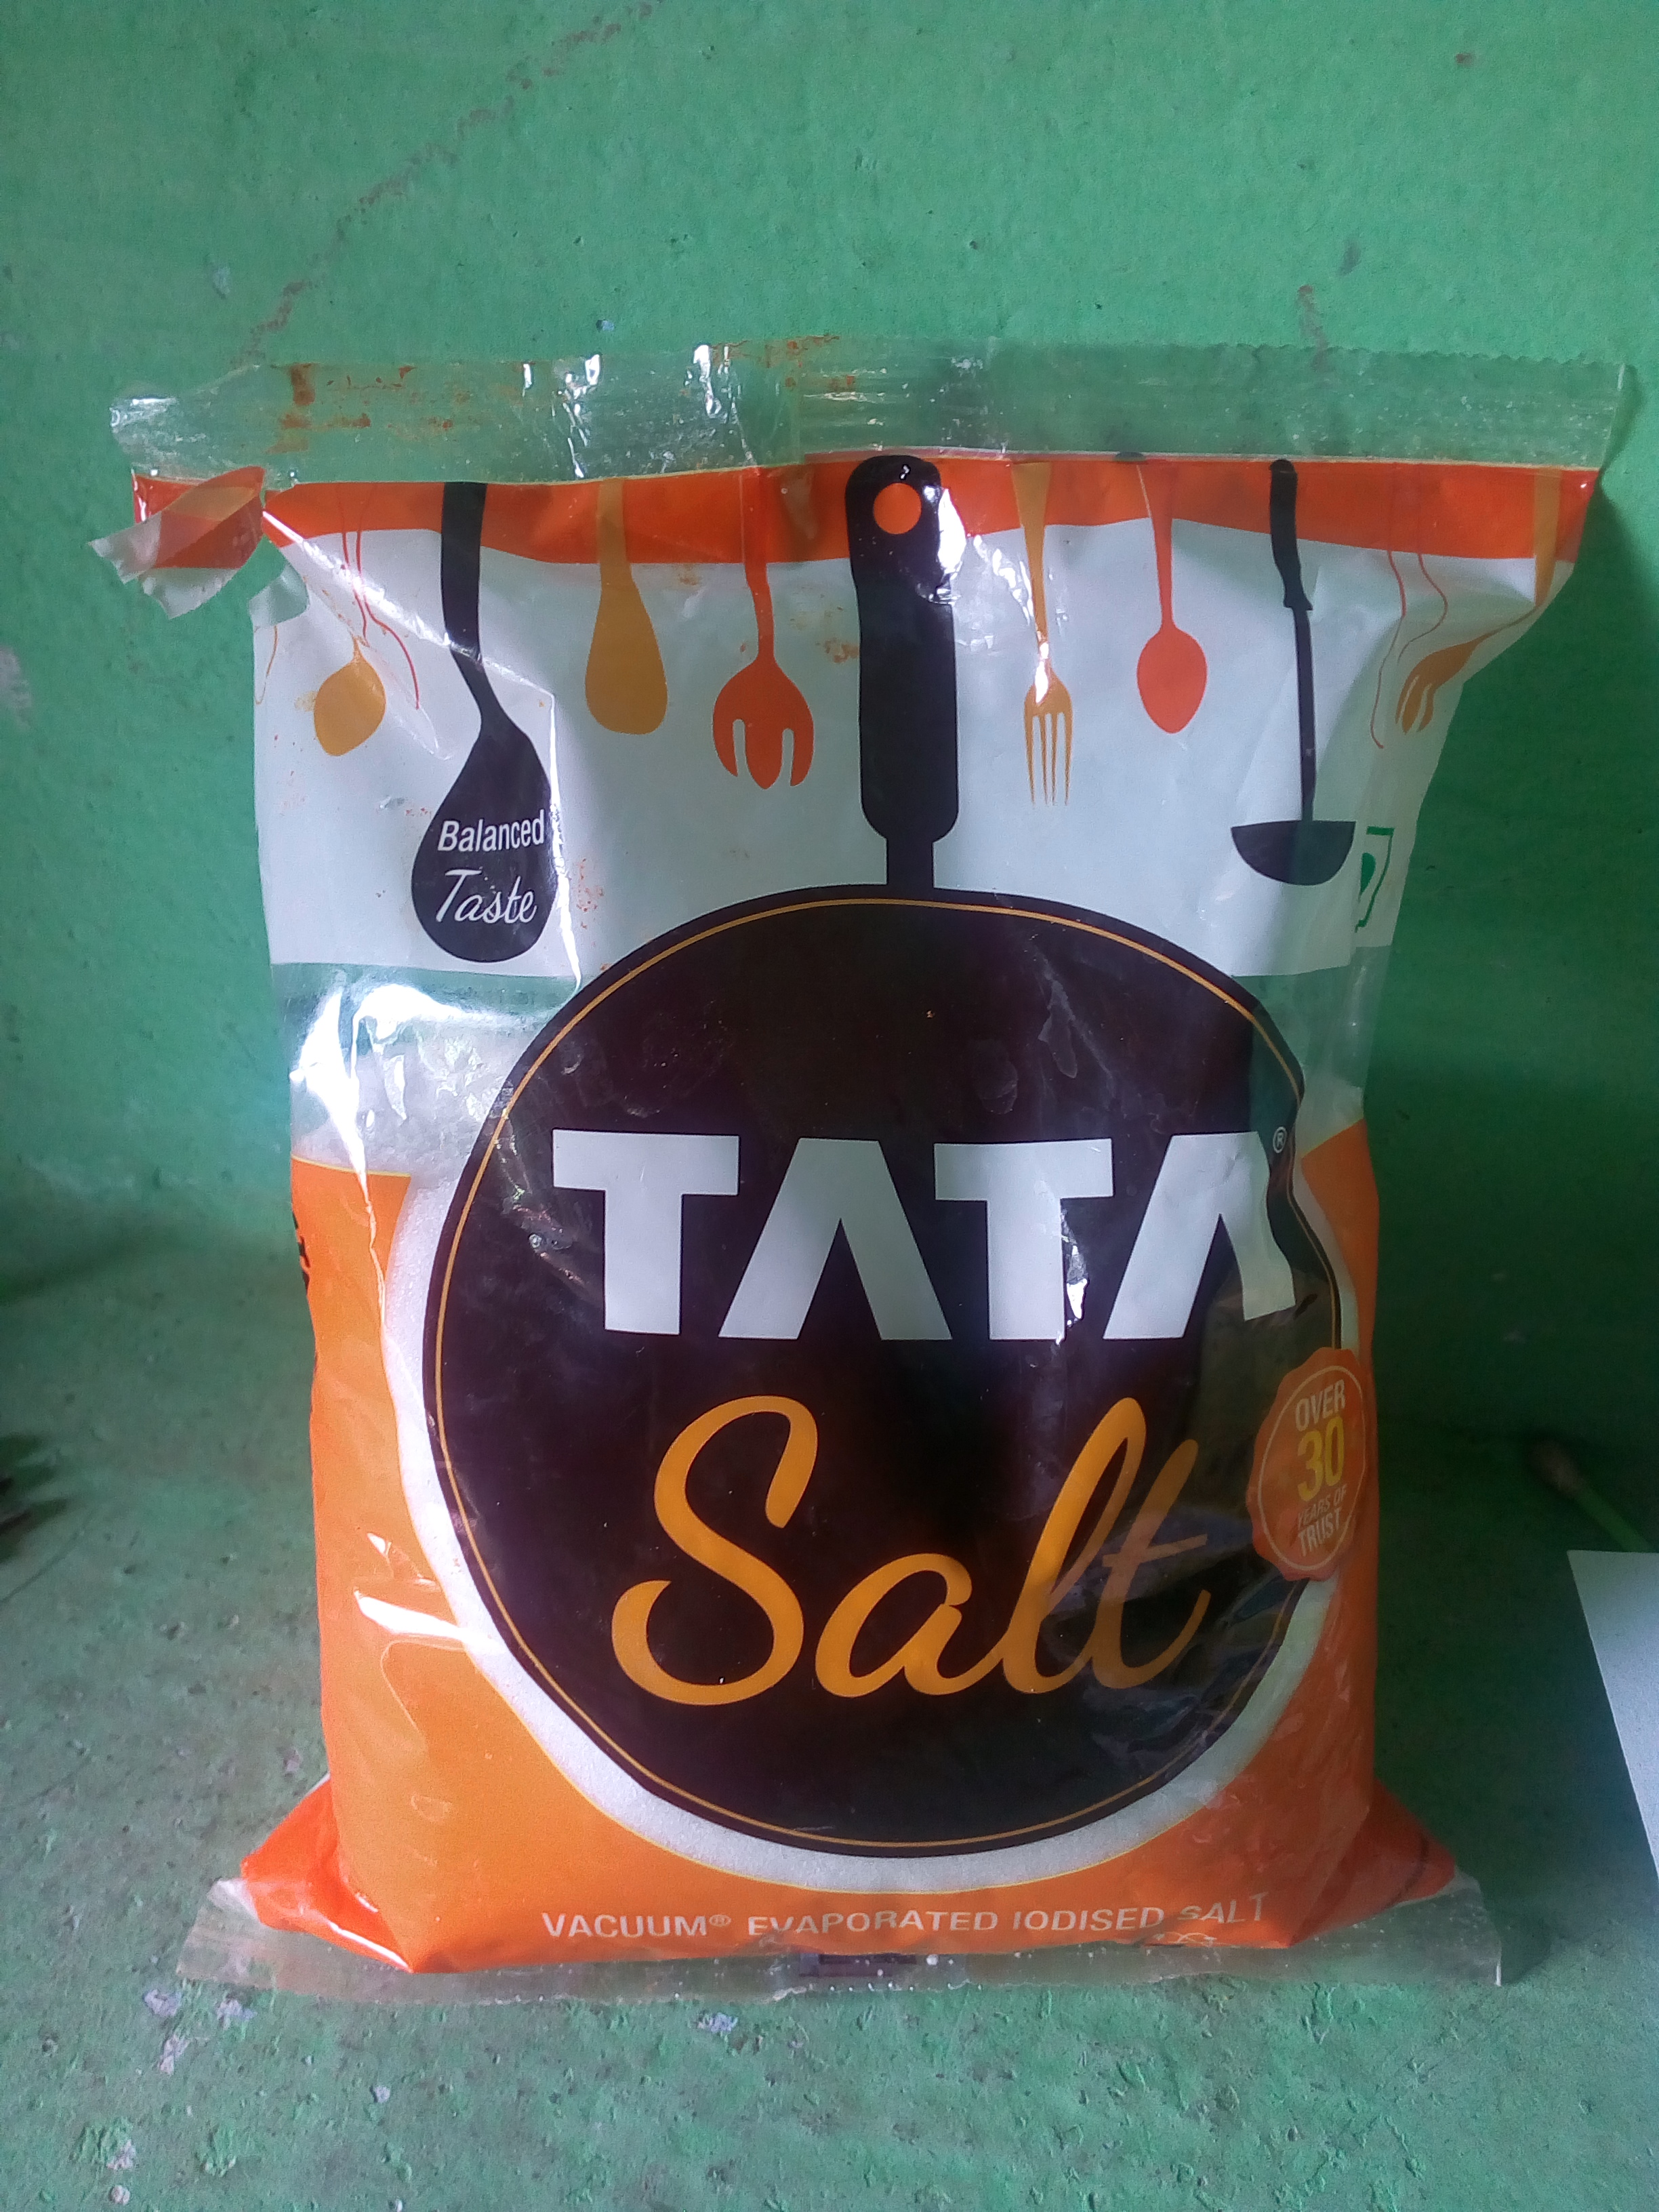 Balanced
Taste
TATA®
Salt
OVER
30
YEARS OF
TRUST
VACUUM® EVAPORATED IODISED SALT